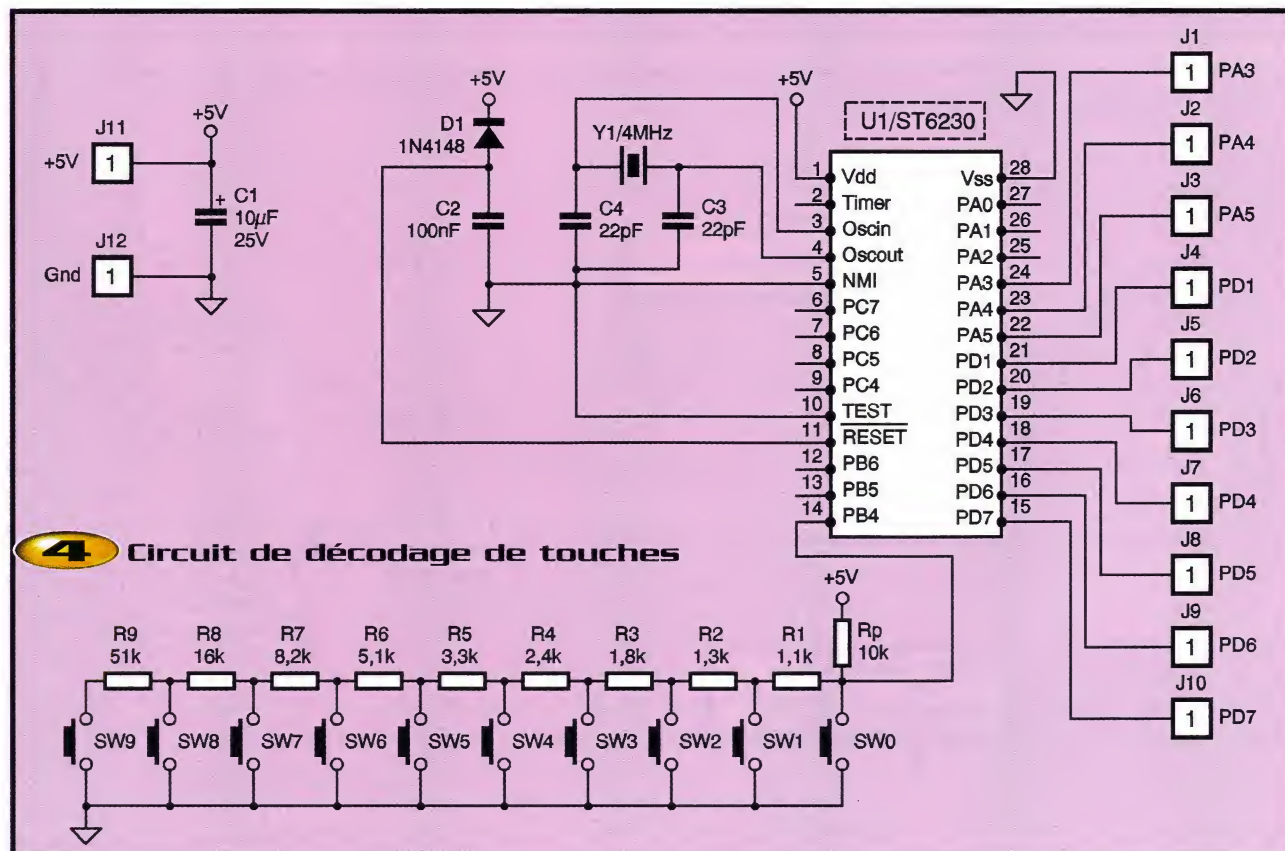 +5V
J11
+5V
1
C1
+
10µF
25V
J12
Gnd
1
+5V
D1
1N4148
C2
100nF
Y1/4MHz
C4
22pF
C3
22pF
+5V
U1/ST6230
1 Vdd
2 Timer
3 Oscin
4 Oscout
5 NMI
6 PC7
7 PC6
8 PC5
9 PC4
10 TEST
11 RESET
12 PB6
13 PB5
14 PB4
Vss 28
PA0 27
PA1 26
PA2 25
PA3 24
PA4 23
PA5 22
PD1 21
PD2 20
PD3 19
PD4 18
PD5 17
PD6 16
PD7 15
J1
1 PA3
J2
1 PA4
J3
1 PA5
J4
1 PD1
J5
1 PD2
J6
1 PD3
J7
1 PD4
J8
1 PD5
J9
1 PD6
J10
1 PD7
4 Circuit de décodage de touches
+5V
Rp
10k
R9 R8 R7 R6 R5 R4 R3 R2 R1
51k 16k 8,2k 5,1k 3,3k 2,4k 1,8k 1,3k 1,1k
SW9 SW8 SW7 SW6 SW5 SW4 SW3 SW2 SW1 SW0